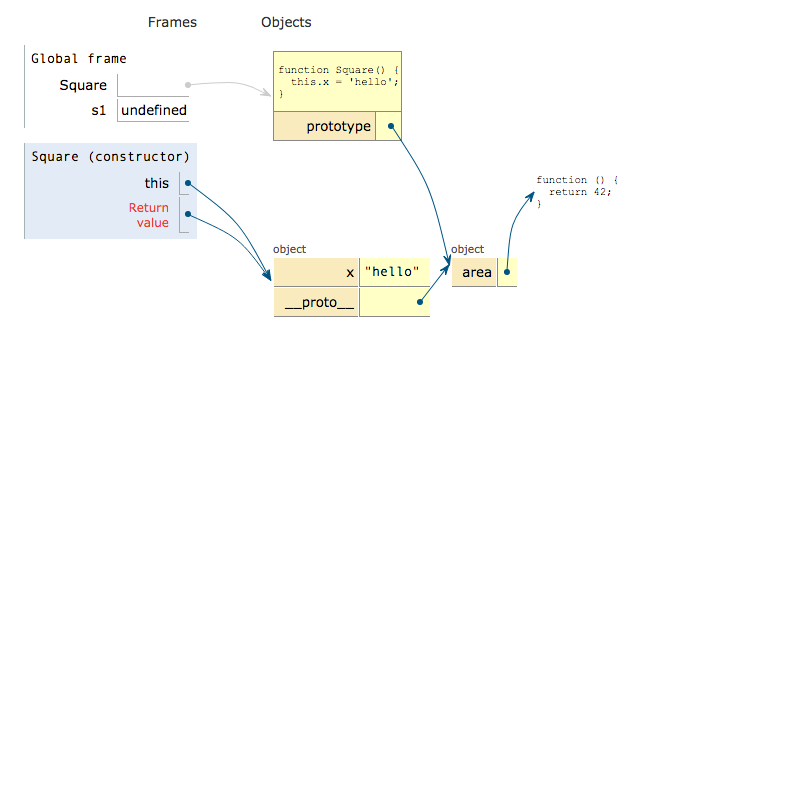 Frames Objects
Global frame
Square
s1 undefined
function Square() {
this.x = 'hello';
}
prototype
Square (constructor)
this
Return
value
function () {
return 42;
}
object
x "hello"
__proto__
object
area